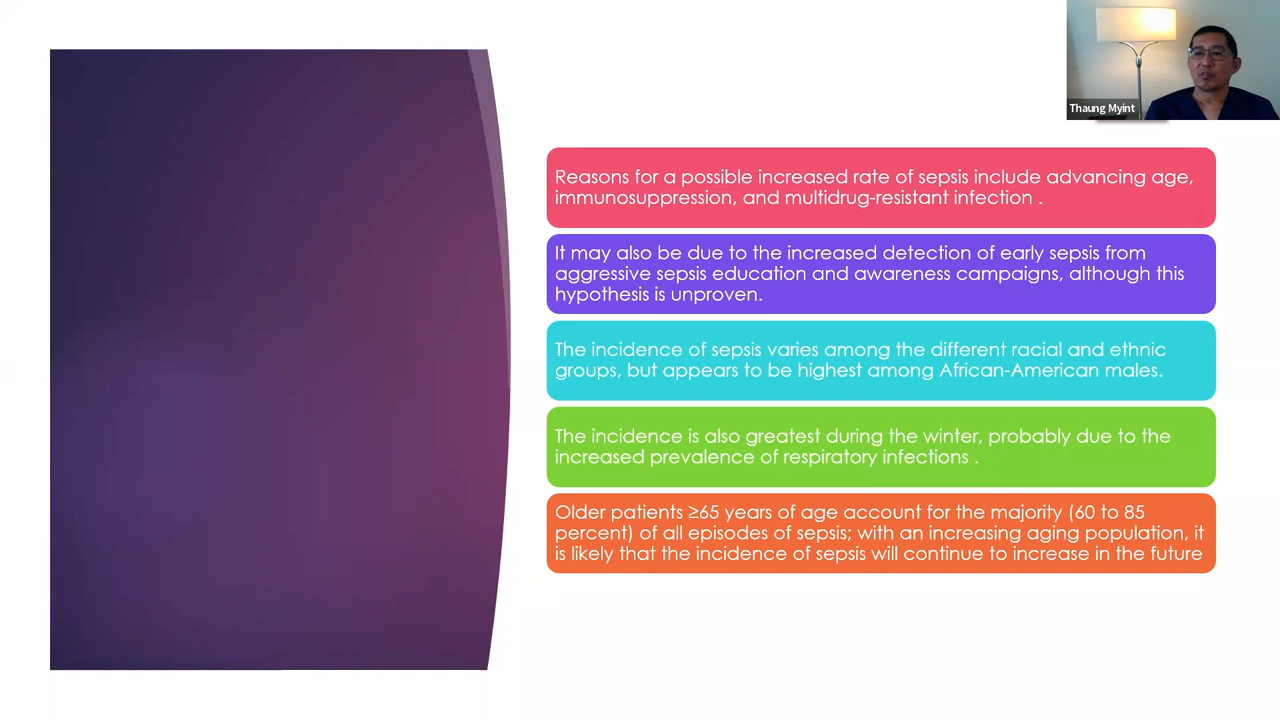 Thaung Myint
Reasons for a possible increased rate of sepsis include advancing age,
immunosuppression, and multidrug-resistant infection .
It may also be due to the increased detection of early sepsis from
aggressive sepsis education and awareness campaigns, although this
hypothesis is unproven.
The incidence of sepsis varies among the different racial and ethnic
groups, but appears to be highest among African-American males.
The incidence is also greatest during the winter, probably due to the
increased prevalence of respiratory infections .
Older patients ≥65 years of age account for the majority (60 to 85
percent) of all episodes of sepsis; with an increasing aging population, it
is likely that the incidence of sepsis will continue to increase in the future